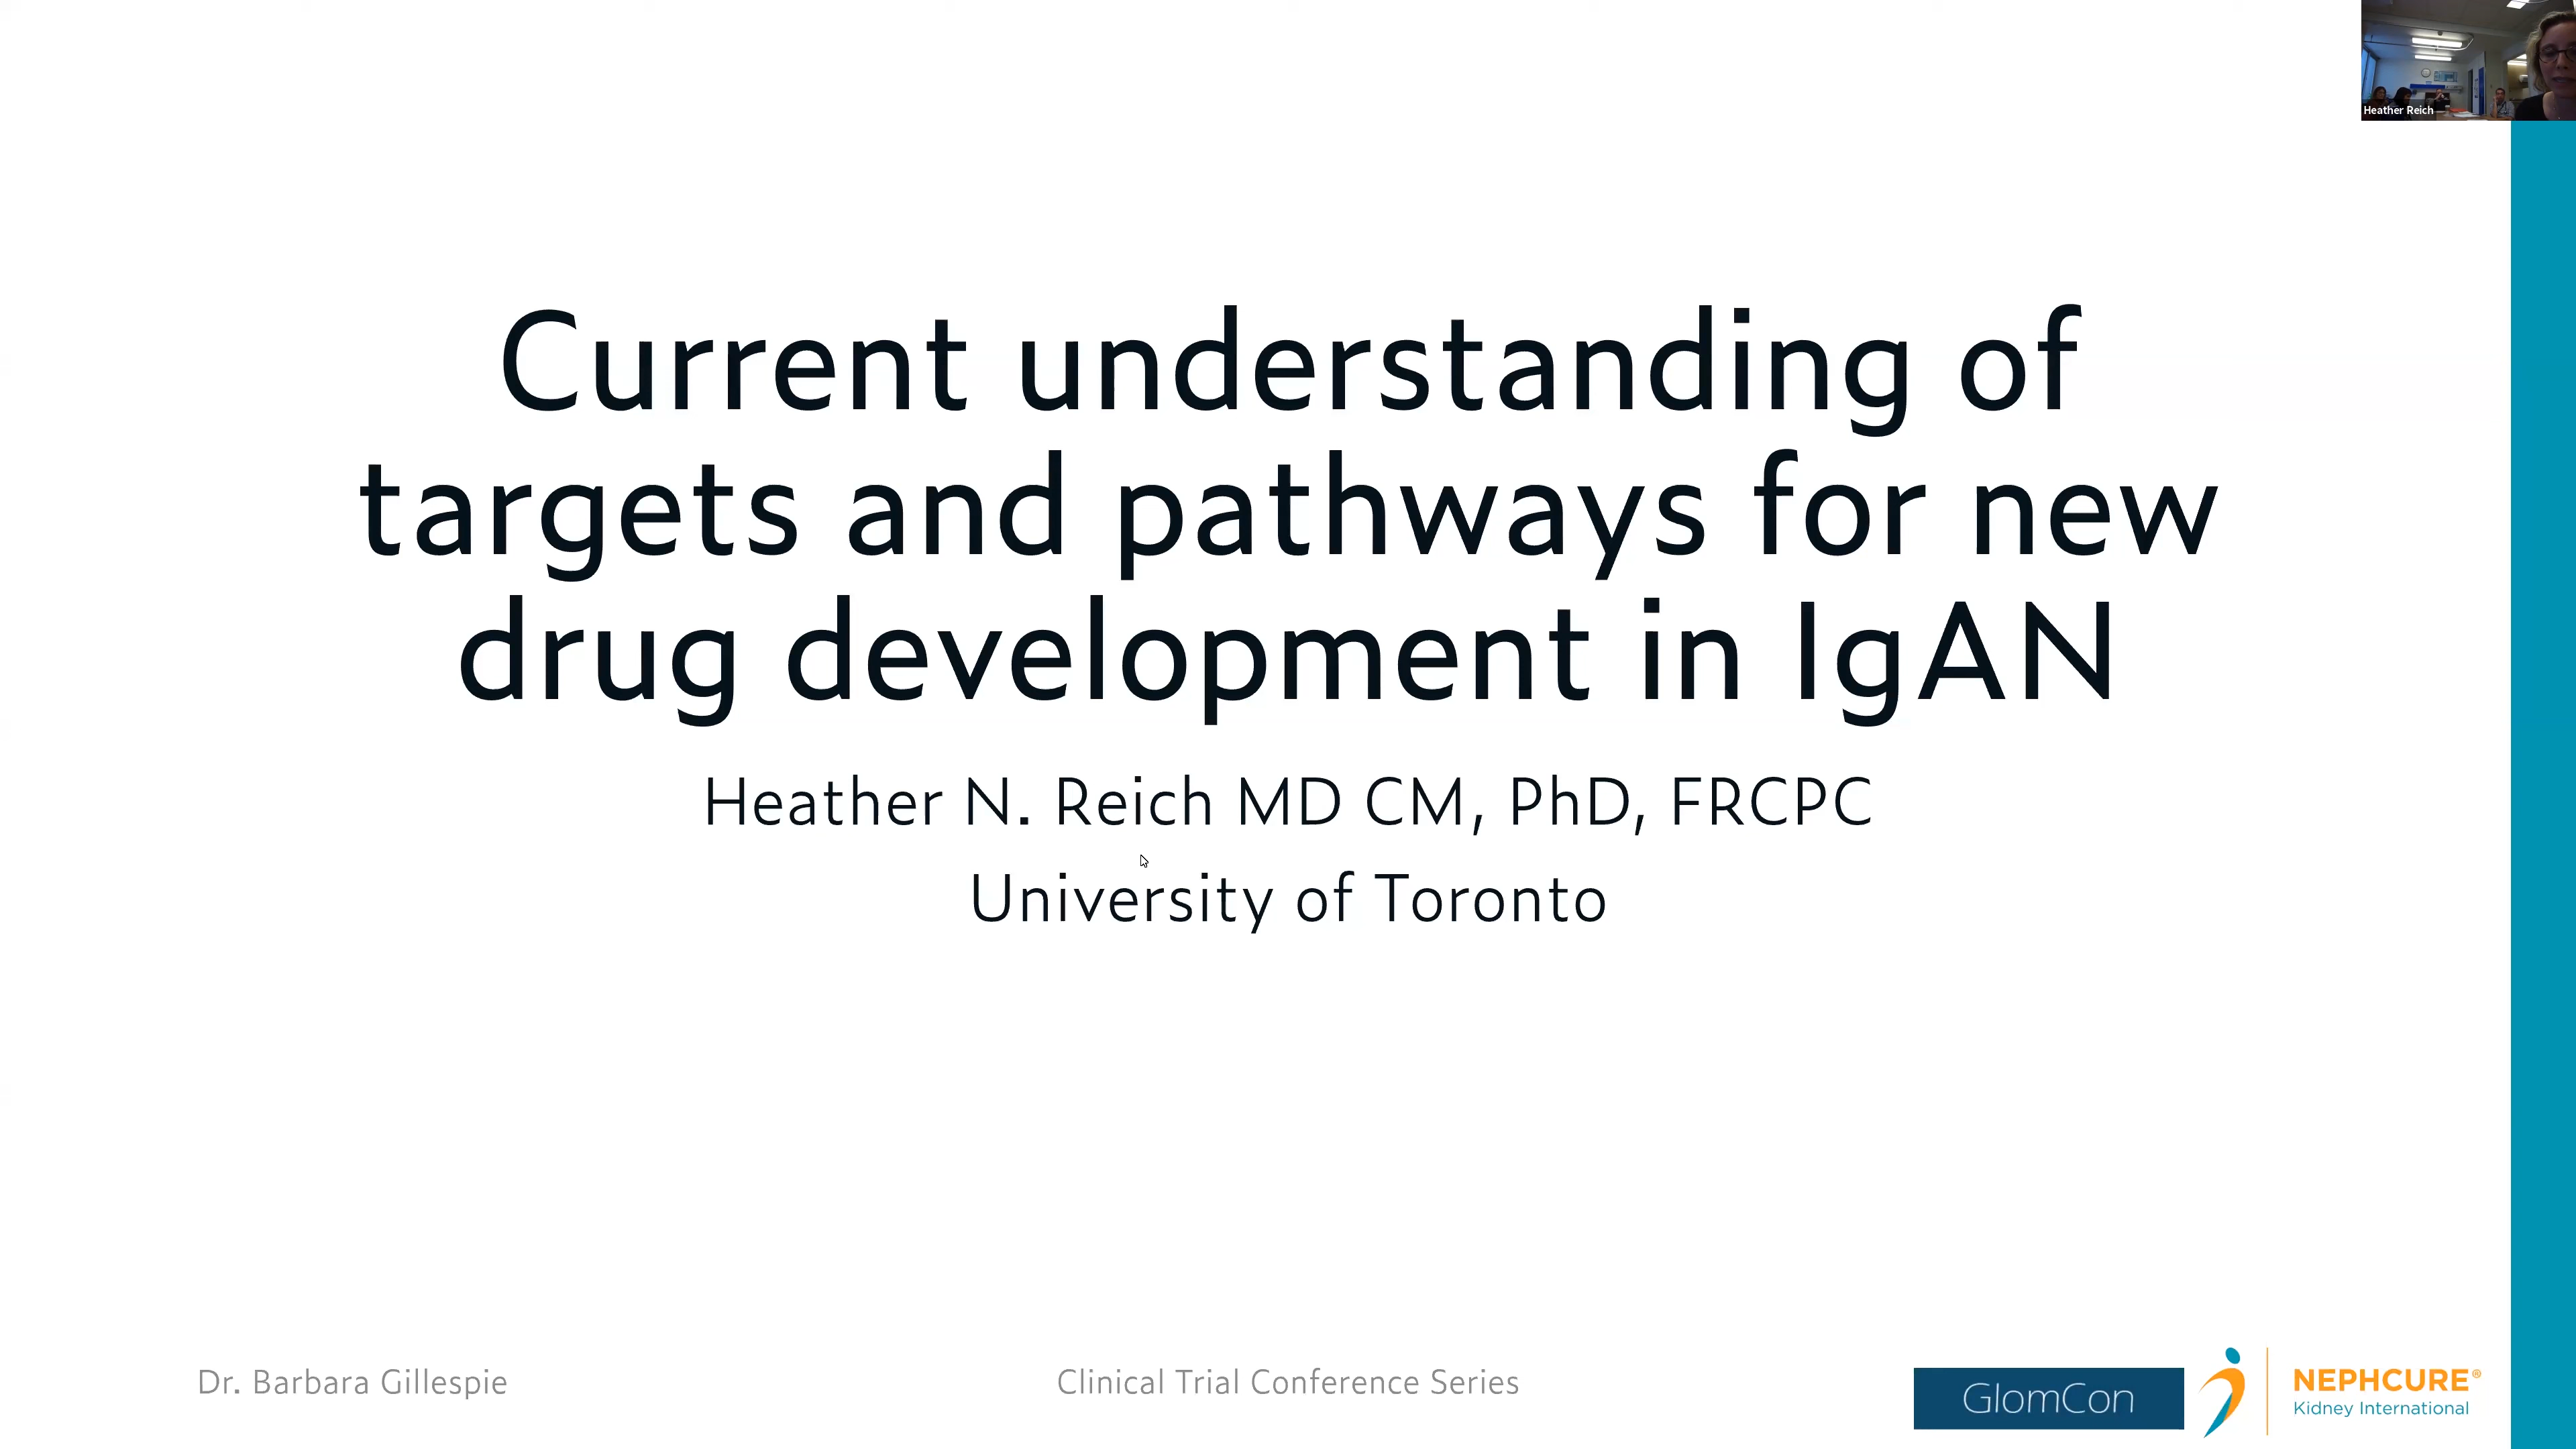 Heather Reich
Current understanding of
targets and pathways for new
drug development in IgAN
Heather N. Reich MD CM, PhD, FRCPC
University of Toronto
Dr. Barbara Gillespie
Clinical Trial Conference Series
GlomCon
NEPHCURE®
Kidney International